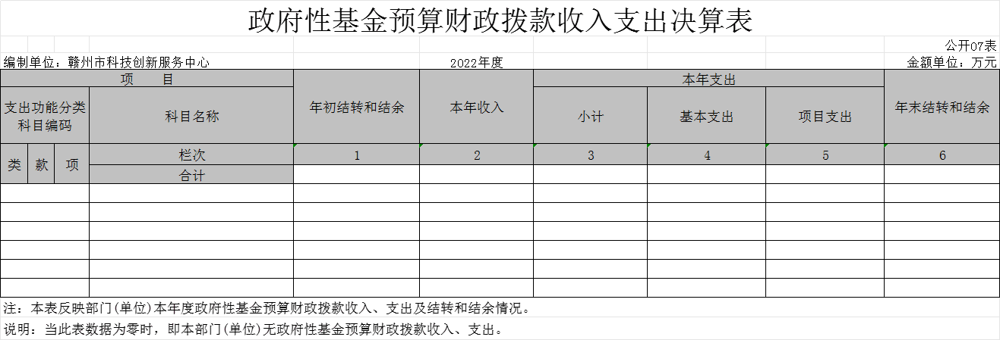 政府性基金预算财政拨款收入支出决算表
公开07表
编制单位：赣州市科技创新服务中心 2022年度 金额单位：万元
项 目 年初结转和结余 本年收入 本年支出 年末结转和结余
支出功能分类科目编码 科目名称 小计 基本支出 项目支出
类 款 项 栏次 1 2 3 4 5 6
合计
注：本表反映部门(单位)本年度政府性基金预算财政拨款收入、支出及结转和结余情况。
说明：当此表数据为零时，即本部门(单位)无政府性基金预算财政拨款收入、支出。